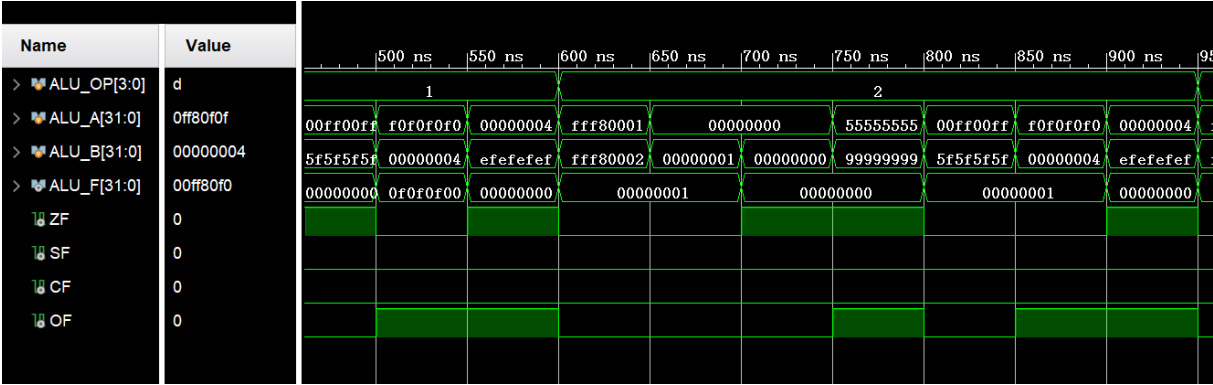 Name Value
500 ns 550 ns 600 ns 650 ns 700 ns 750 ns 800 ns 850 ns 900 ns
ALU_OP[3:0] d 1 2
ALU_A[31:0] 0ff80f0f 00ff00ff f0f0f0f0 00000004 fff80001 00000000 55555555 00ff00ff f0f0f0f0 00000004
ALU_B[31:0] 00000004 5f5f5f5f 00000004 efefefef fff80002 00000001 00000000 99999999 5f5f5f5f 00000004 efefefef
ALU_F[31:0] 00ff80f0 00000000 0f0f0f00 00000000 00000001 00000000 00000001 00000000
ZF 0
SF 0
CF 0
OF 0